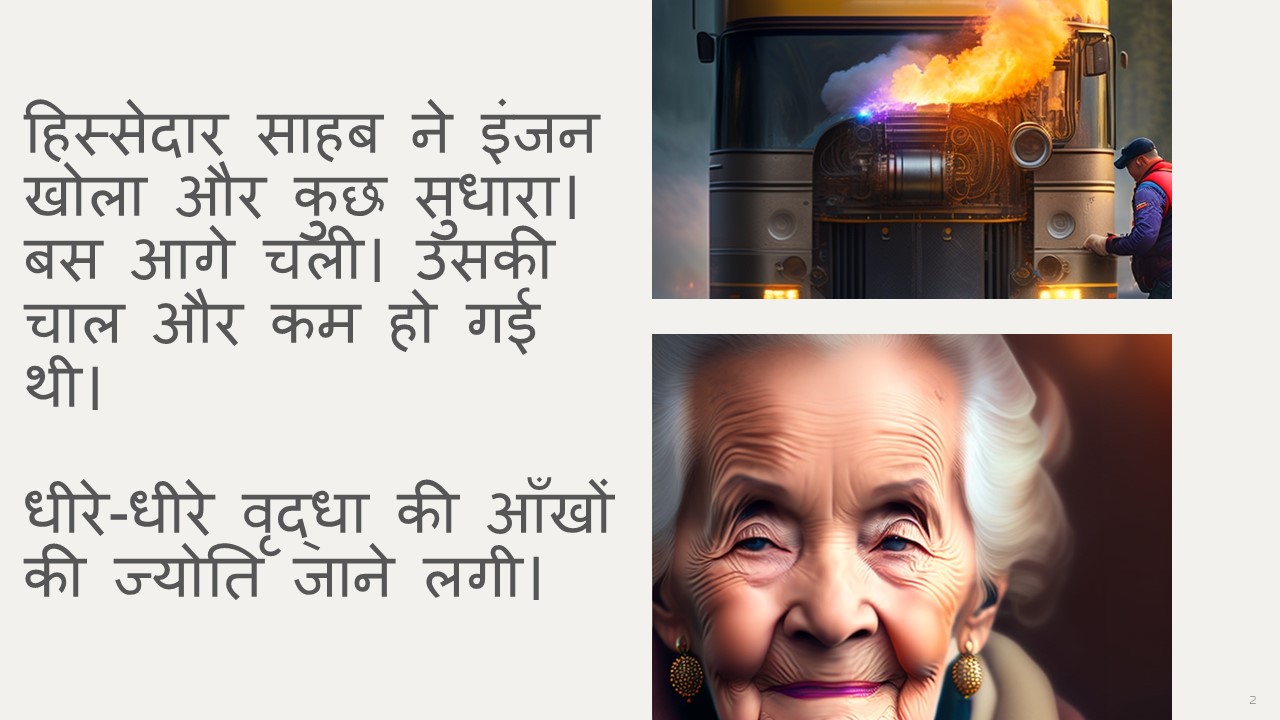 हिस्सेदार साहब ने इंजन
खोला और कुछ सुधारा।
बस आगे चली। उसकी
चाल और कम हो गई
थी।
धीरे-धीरे वृद्धा की आँखों
की ज्योति जाने लगी।
2